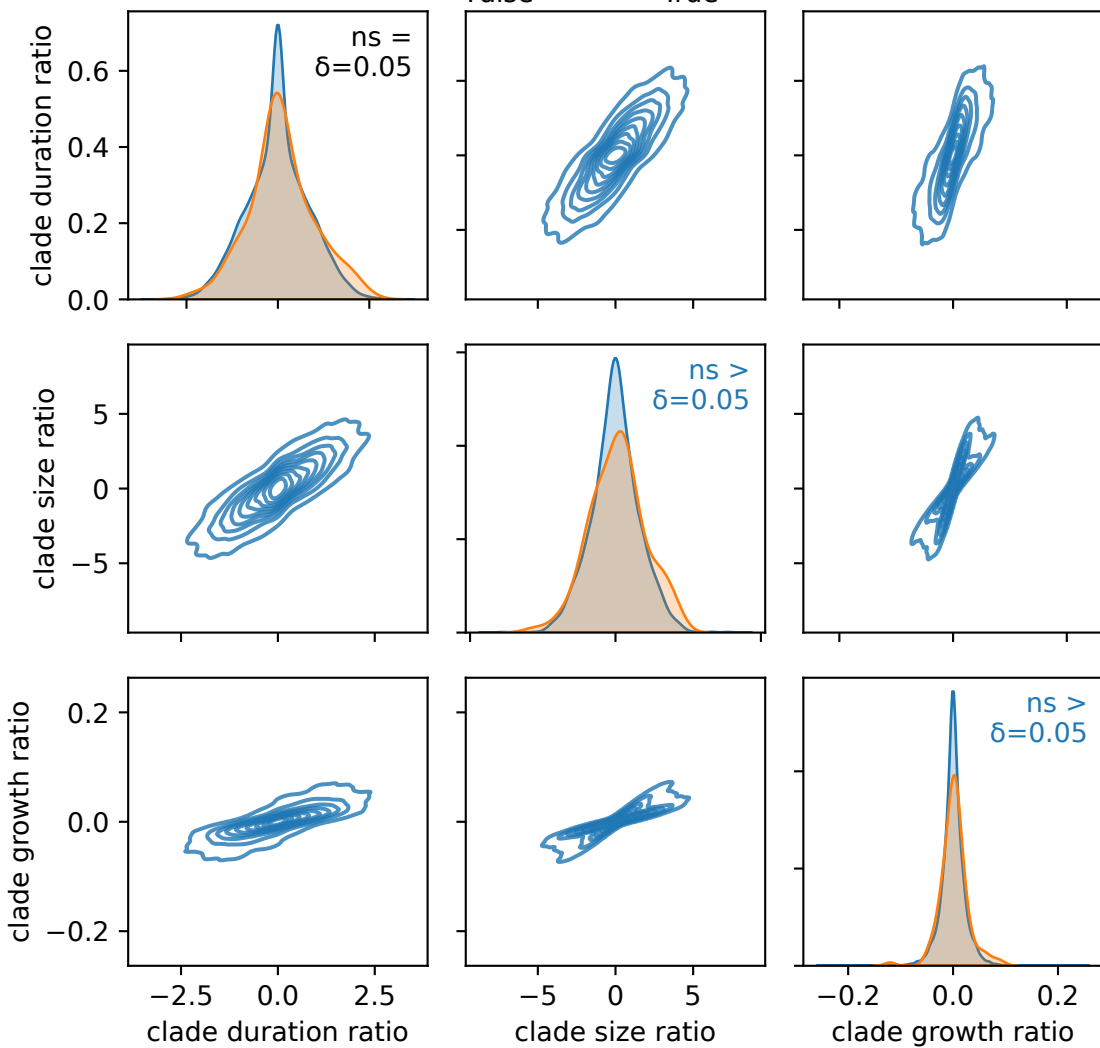 clade duration ratio
0.6
0.4
0.2
0.0
ns =
δ=0.05
clade size ratio
5
0
−5
ns >
δ=0.05
clade growth ratio
0.2
0.0
−0.2
ns >
δ=0.05
−2.5 0.0 2.5
−5 0 5
−0.2 0.0 0.2
clade duration ratio
clade size ratio
clade growth ratio